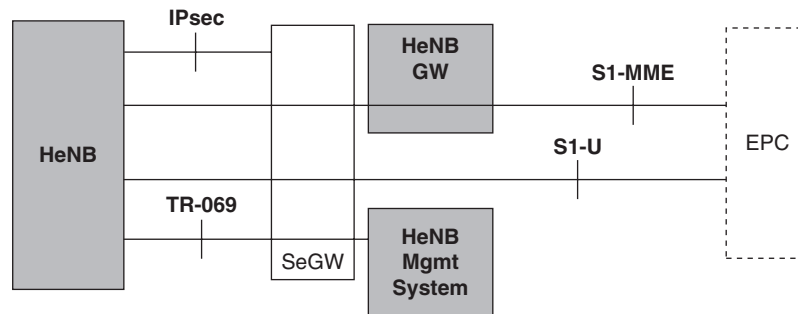 IPsec
HeNB
GW
S1-MME
HeNB
S1-U
EPC
TR-069
SeGW
HeNB
Mgmt
System